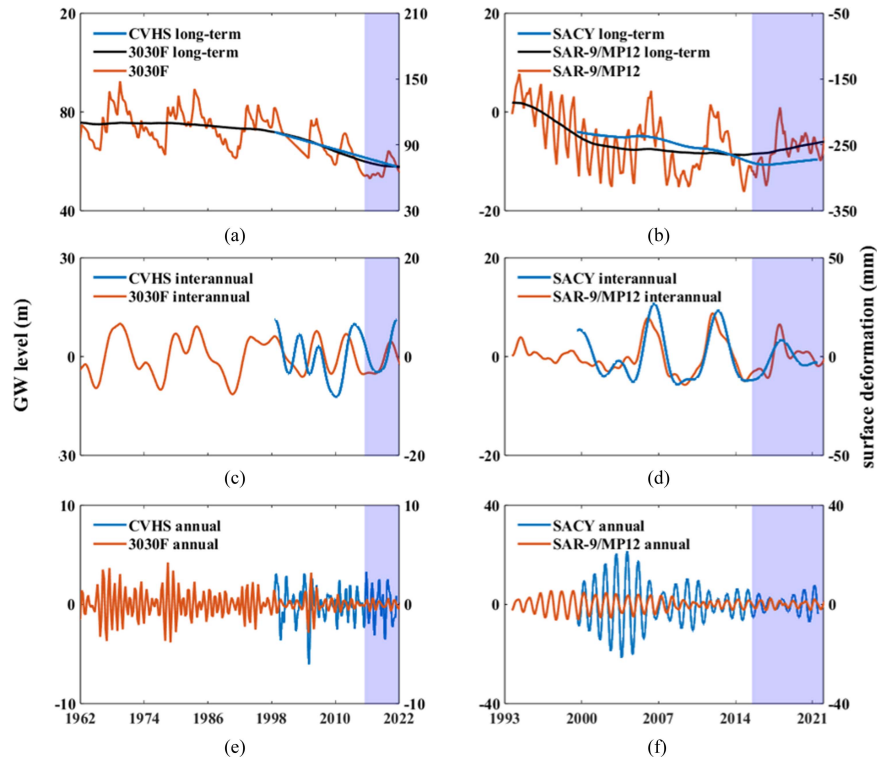 20
80
40
210
150
90
30
CVHS long-term
3030F long-term
3030F
(a)
20
0
-20
-50
-150
-250
-350
SACY long-term
SAR-9/MP12 long-term
SAR-9/MP12
(b)
GW level (m)
30
0
30
20
0
-20
CVHS interannual
3030F interannual
(c)
20
0
-20
50
0
-50
SACY interannual
SAR-9/MP12 interannual
(d)
surface deformation (mm)
10
0
-10
10
0
-10
CVHS annual
3030F annual
1962 1974 1986 1998 2010 2022
(e)
40
0
-40
40
0
-40
SACY annual
SAR-9/MP12 annual
1993 2000 2007 2014 2021
(f)